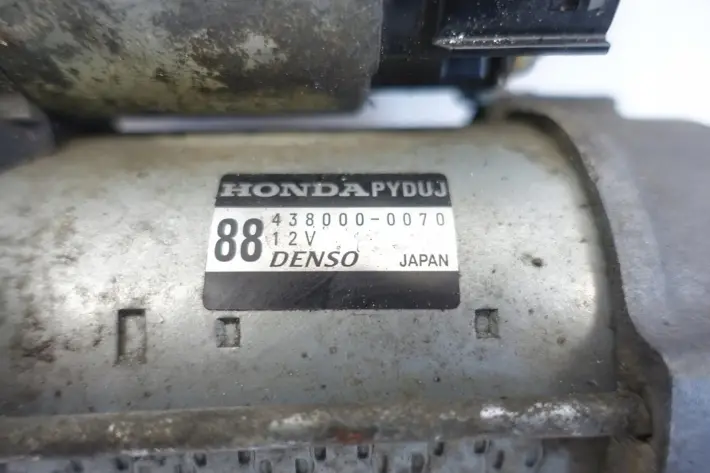 HONDA PYDUJ
88 438000-0070
12V
DENSO JAPAN